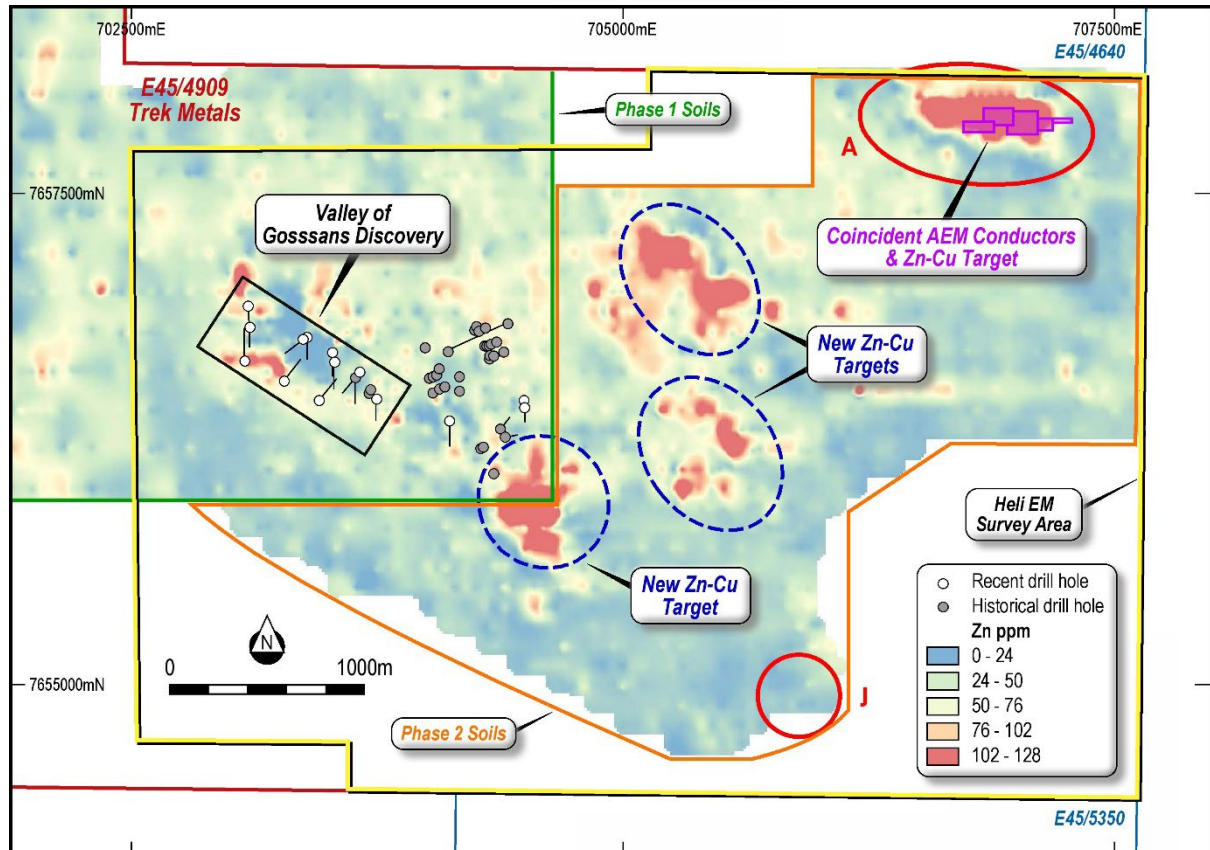 702500mE
705000mE
707500mE
E45/4640
E45/4909
Trek Metals
Phase 1 Soils
A
7657500mN
Valley of
Gosssans Discovery
Coincident AEM Conductors
& Zn-Cu Target
New Zn-Cu
Targets
Heli EM
Survey Area
New Zn-Cu
Target
N
0
1000m
7655000mN
Phase 2 Soils
J
Recent drill hole
Historical drill hole
Zn ppm
0 - 24
24 - 50
50 - 76
76 - 102
102 - 128
E45/5350